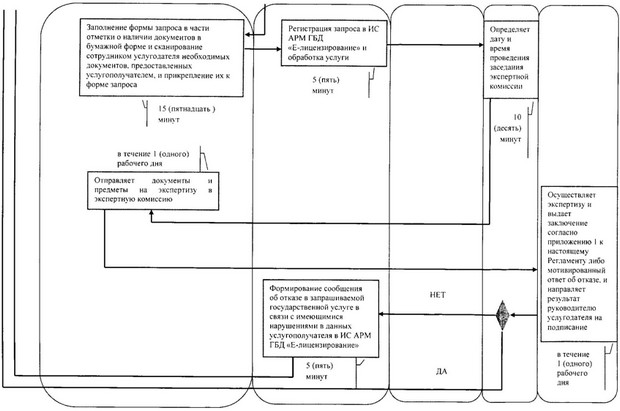 Заполнение формы запроса в части
отметки о наличии документов в
бумажной форме и сканирование
сотрудником услугодателя необходимых
документов, предоставленных
услугополучателем, и прикрепление их к
форме запроса
15 (пятнадцать )
минут
Регистрация запроса в ИС
АРМ ГБД
«Е-лицензирование» и
обработка услуги
5 (пять)
минут
Определяет
дату и
время
проведения
заседания
экспертной
комиссии
10
(десять)
минут
в течение 1 (одного)
рабочего дня
Отправляет документы и
предметы на экспертизу в
экспертную комиссию
Осуществляет
экспертизу и
выдает
заключение
согласно
приложению 1 к
настоящему
Регламенту либо
мотивированный
ответ об отказе, и
направляет
результат
руководителю
услугодателя на
подписание
в течение
1 (одного)
рабочего
дня
Формирование сообщения
об отказе в запрашиваемой
государственной услуге в
связи с имеющимися
нарушениями в данных
услугополучателя в ИС АРМ
ГБД «Е-лицензирование»
5 (пять)
минут
НЕТ
ДА